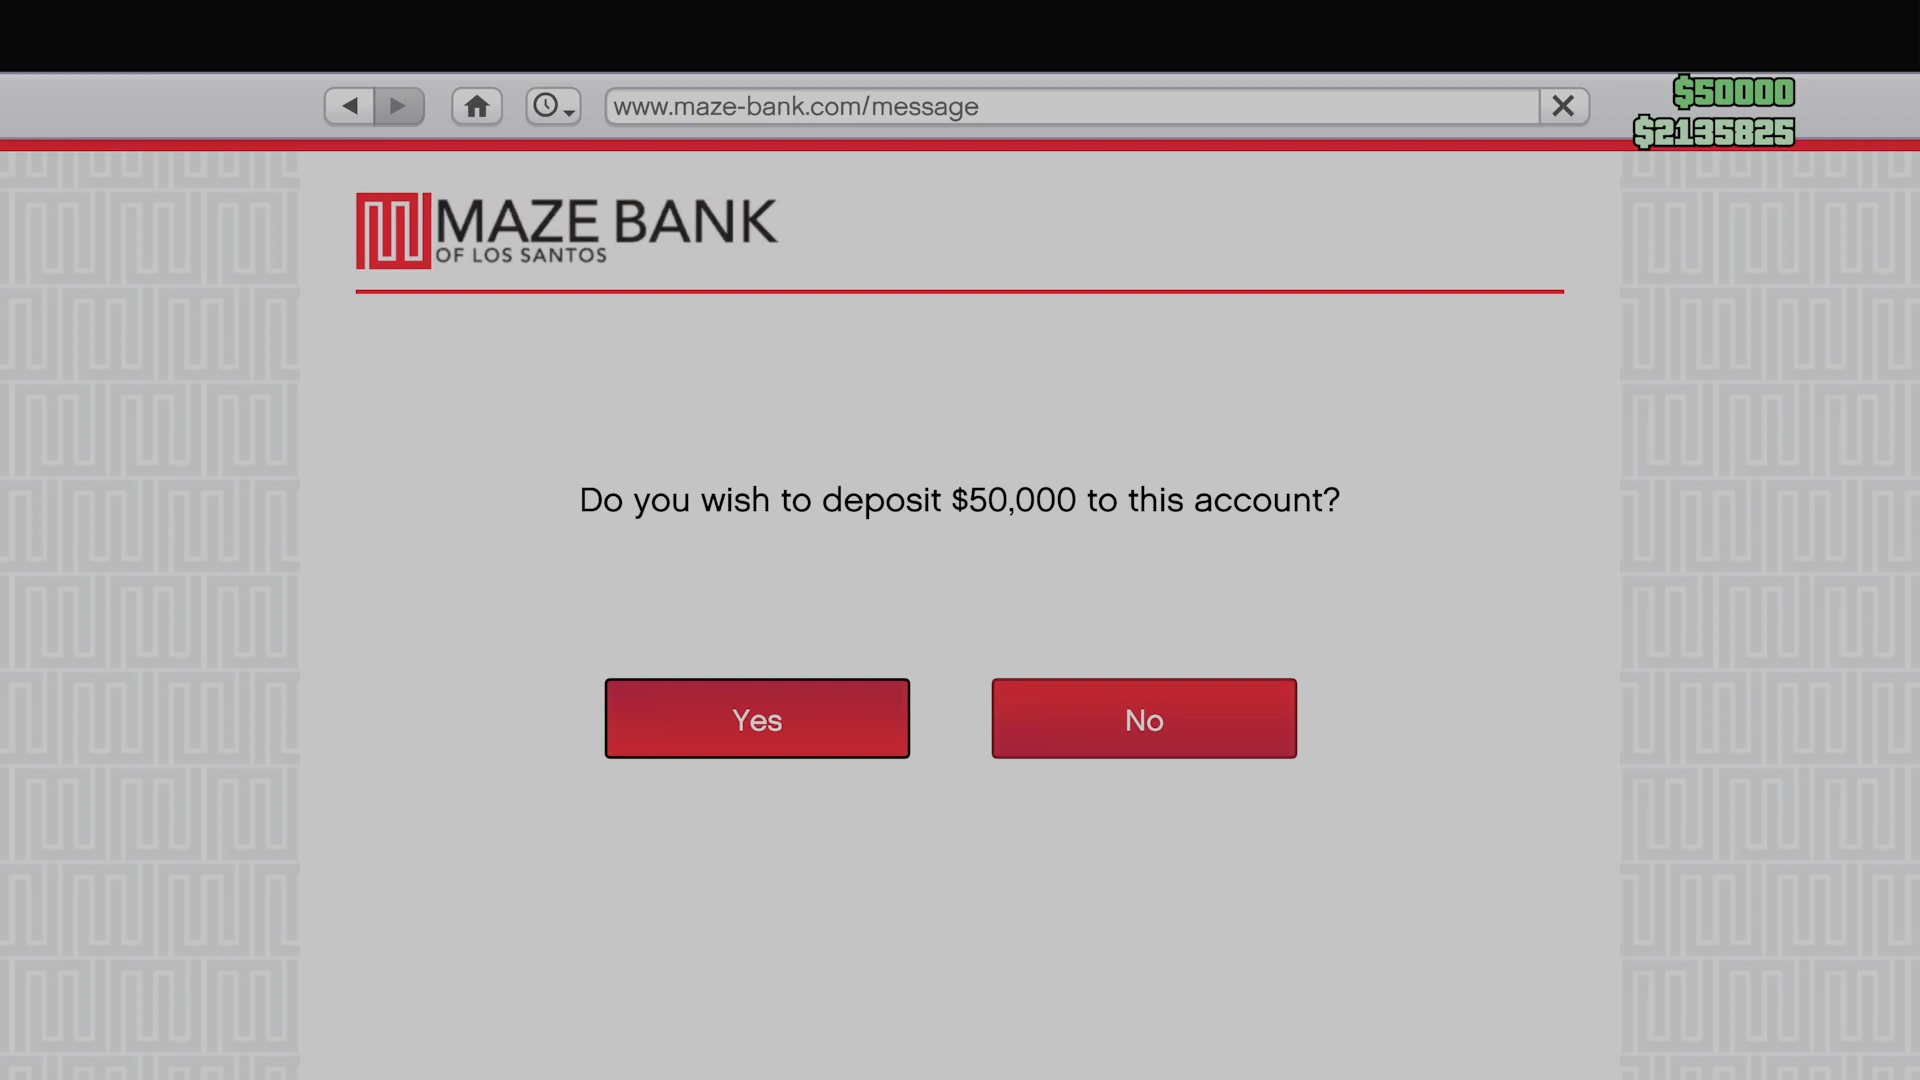 www.maze-bank.com/message
$50000
$2135825
MAZE BANK
OF LOS SANTOS
Do you wish to deposit $50,000 to this account?
Yes
No